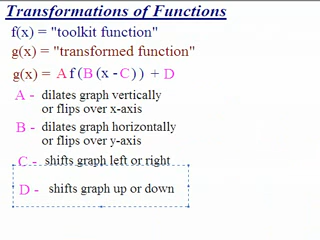 Transformations of Functions
f(x) = "toolkit function"
g(x) = "transformed function"
g(x) = A f ( B ( x - C ) ) + D
A - dilates graph vertically
or flips over x-axis
B - dilates graph horizontally
or flips over y-axis
C - shifts graph left or right
D - shifts graph up or down